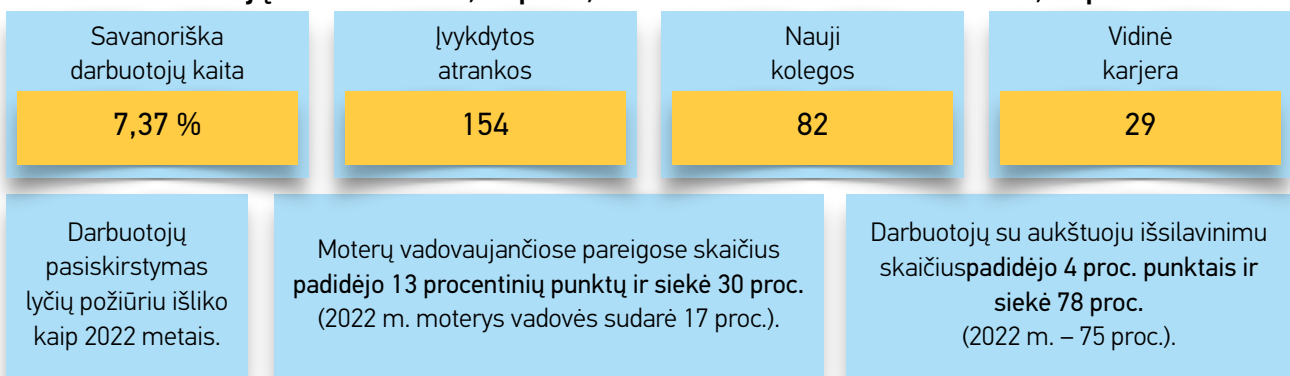 Savanoriška
darbuotojų kaita
7,37 %
Įvykdytos
atrankos
154
Nauji
kolegos
82
Vidinė
karjera
29
Darbuotojų
pasiskirstymas
lyčių požiūriu išliko
kaip 2022 metais.
Moterų vadovaujančiose pareigose skaičius
padidėjo 13 procentinių punktų ir siekė 30 proc.
(2022 m. moterys vadovės sudarė 17 proc.).
Darbuotojų su aukštuoju išsilavinimu
skaičiuspadidėjo 4 proc. punktais ir
siekė 78 proc.
(2022 m. – 75 proc.).